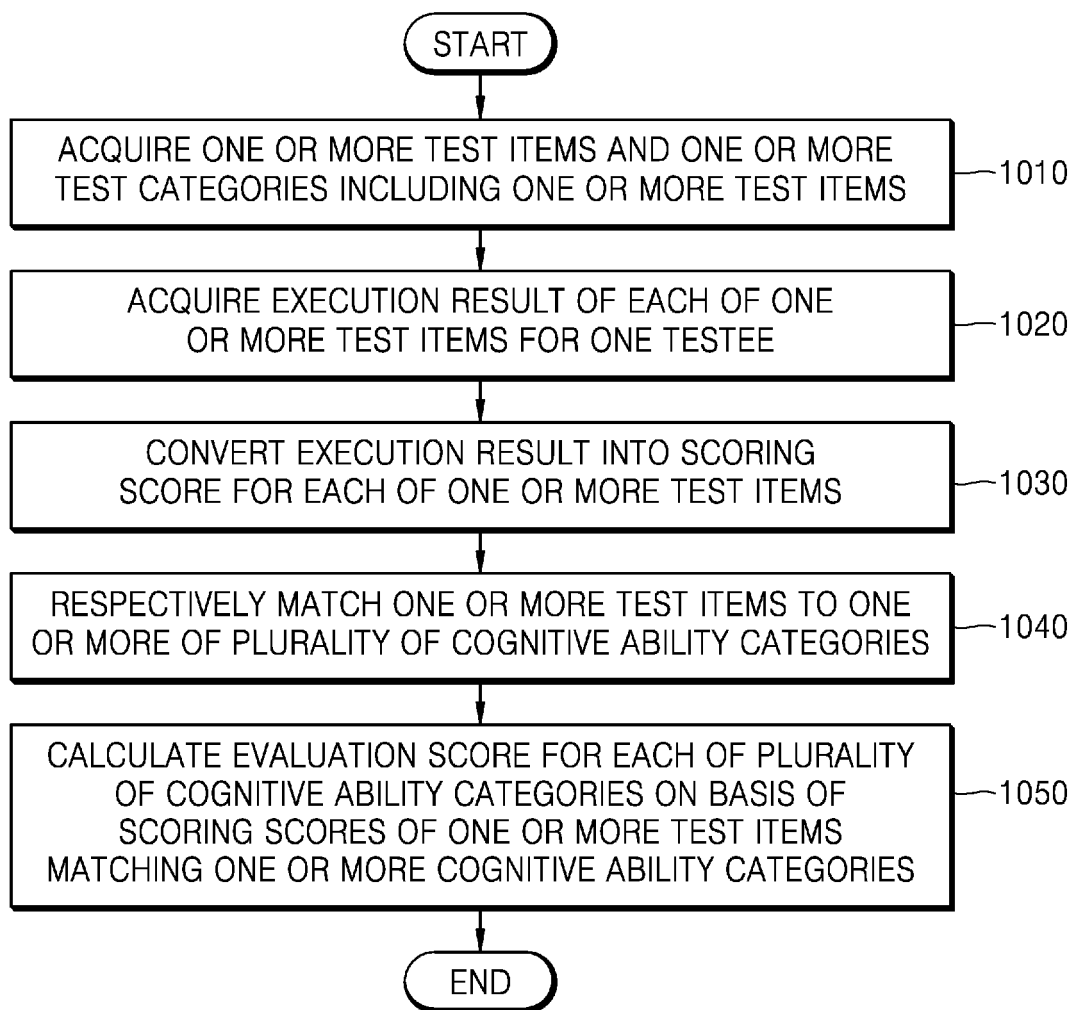 START
ACQUIRE ONE OR MORE TEST ITEMS AND ONE OR MORE
TEST CATEGORIES INCLUDING ONE OR MORE TEST ITEMS
1010
ACQUIRE EXECUTION RESULT OF EACH OF ONE
OR MORE TEST ITEMS FOR ONE TESTEE
1020
CONVERT EXECUTION RESULT INTO SCORING
SCORE FOR EACH OF ONE OR MORE TEST ITEMS
1030
RESPECTIVELY MATCH ONE OR MORE TEST ITEMS TO ONE
OR MORE OF PLURALITY OF COGNITIVE ABILITY CATEGORIES
1040
CALCULATE EVALUATION SCORE FOR EACH OF PLURALITY
OF COGNITIVE ABILITY CATEGORIES ON BASIS OF
SCORING SCORES OF ONE OR MORE TEST ITEMS
MATCHING ONE OR MORE COGNITIVE ABILITY CATEGORIES
1050
END